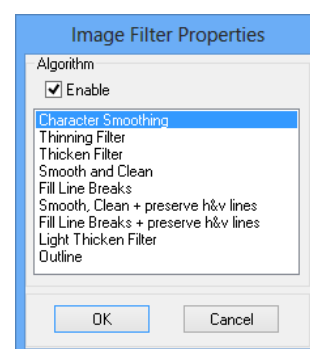 Image Filter Properties
Algorithm
Enable
Character Smoothing
Thinning Filter
Thicken Filter
Smooth and Clean
Fill Line Breaks
Smooth, Clean + preserve h&v lines
Fill Line Breaks + preserve h&v lines
Light Thicken Filter
Outline
OK Cancel